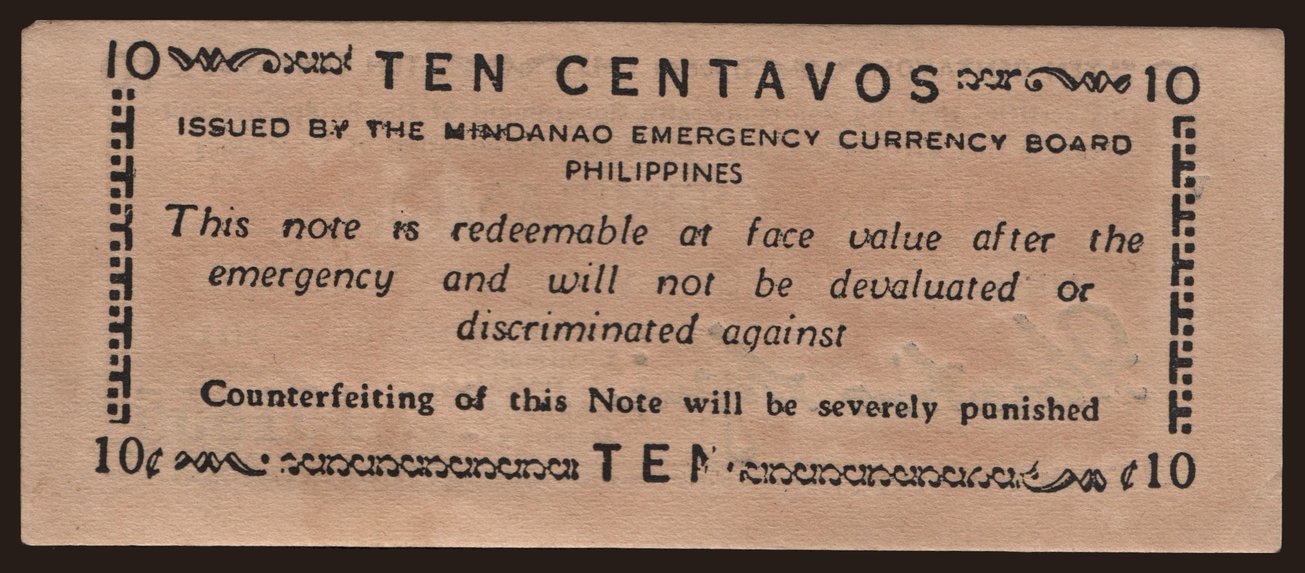 10 TEN CENTAVOS 10
ISSUED BY THE MINDANAO EMERGENCY CURRENCY BOARD
PHILIPPINES
This note is redeemable at face value after the
emergency and will not be devaluated or
discriminated against
Counterfeiting of this Note will be severely punished
10¢ TEN ¢10